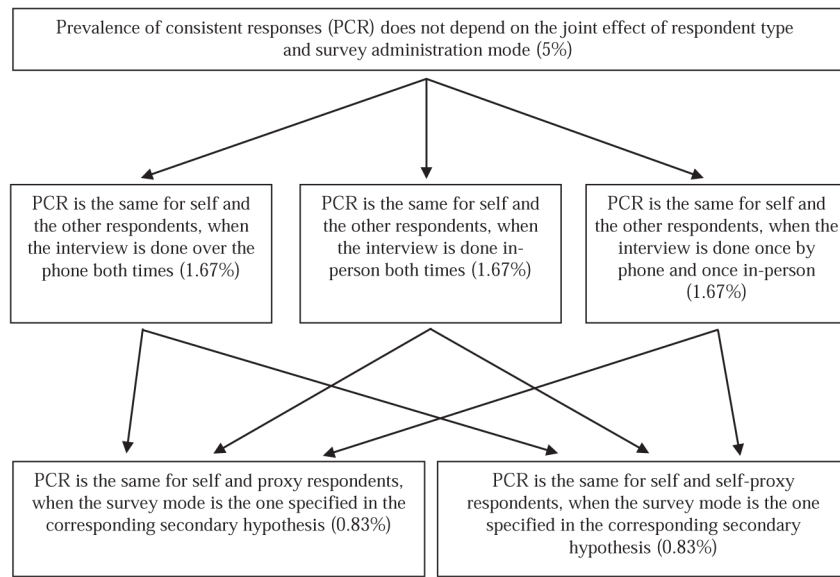 Prevalence of consistent responses (PCR) does not depend on the joint effect of respondent type
and survey administration mode (5%)
PCR is the same for self and
the other respondents, when
the interview is done over the
phone both times (1.67%)
PCR is the same for self and
the other respondents, when
the interview is done in-
person both times (1.67%)
PCR is the same for self and
the other respondents, when the
interview is done once by
phone and once in-person
(1.67%)
PCR is the same for self and proxy respondents,
when the survey mode is the one specified in the
corresponding secondary hypothesis (0.83%)
PCR is the same for self and self-proxy
respondents, when the survey mode is the one
specified in the corresponding secondary
hypothesis (0.83%)